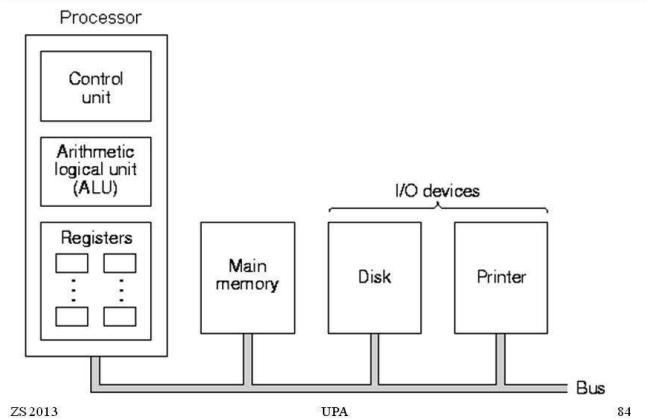 Processor
Control
unit
Arithmetic
logical unit
(ALU)
Registers
I/O devices
Main
memory
Disk
Printer
Bus
ZS 2013
UPA
84